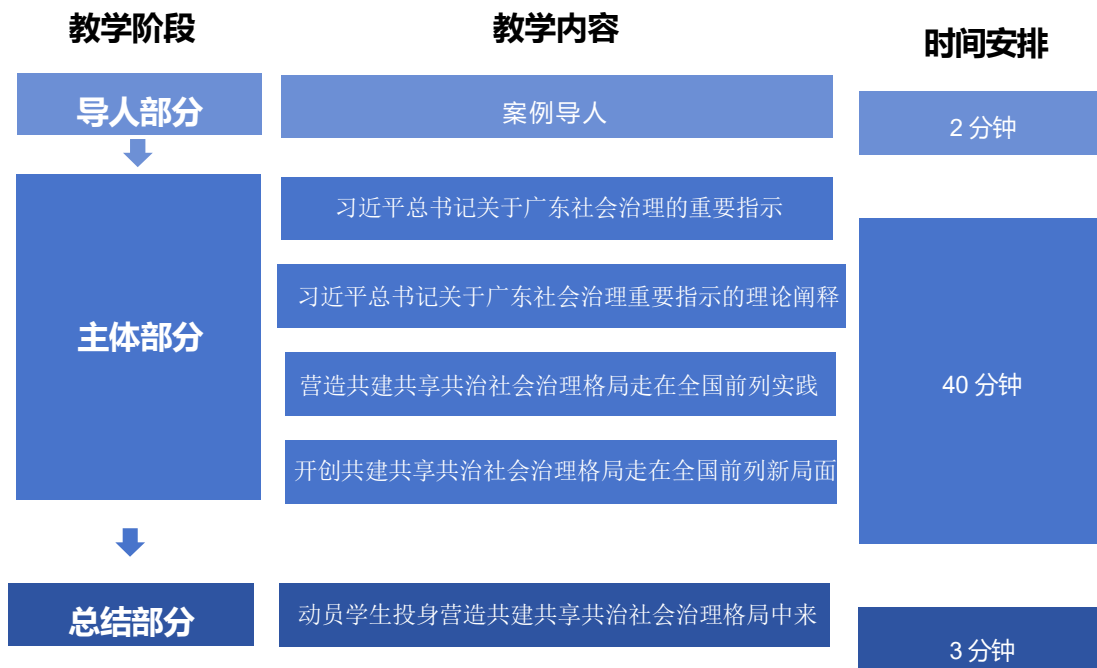 教学阶段
教学内容
时间安排
导人部分
案例导人
2 分钟
主体部分
习近平总书记关于广东社会治理的重要指示
习近平总书记关于广东社会治理重要指示的理论阐释
营造共建共享共治社会治理格局走在全国前列实践
开创共建共享共治社会治理格局走在全国前列新局面
40 分钟
总结部分
动员学生投身营造共建共享共治社会治理格局中来
3 分钟